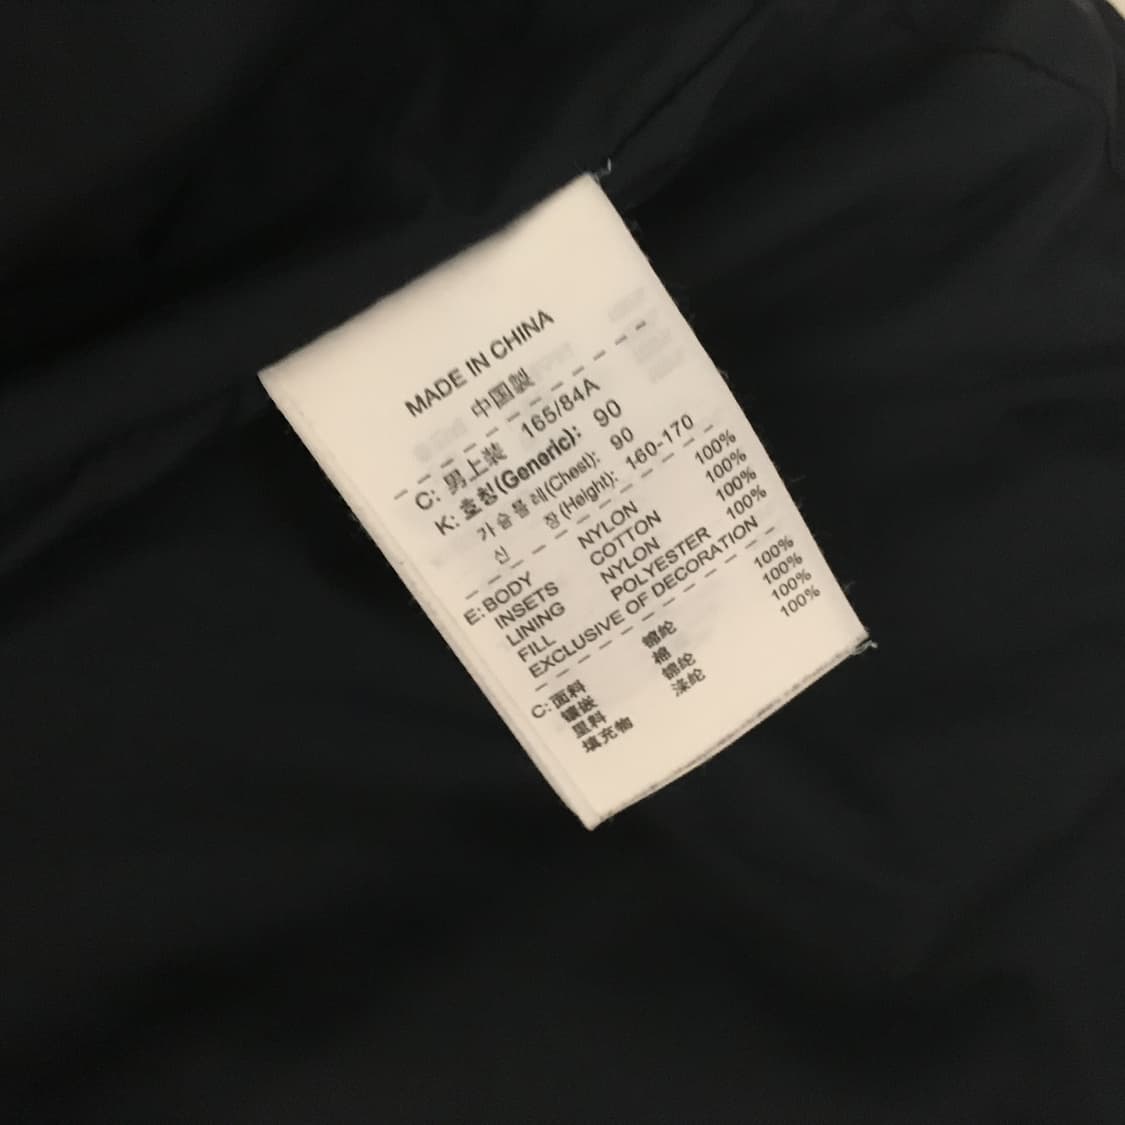 MADE IN CHINA
中国製
C: 男上装 165/84A
K: 호칭(Generic): 90
가슴둘레(Chest): 90
신 장(Height): 160-170
E: BODY NYLON 100%
INSETS COTTON 100%
LINING NYLON 100%
FILL POLYESTER 100%
EXCLUSIVE OF DECORATION
C: 面料 锦纶 100%
镶嵌 棉 100%
里料 锦纶 100%
填充物 涤纶 100%